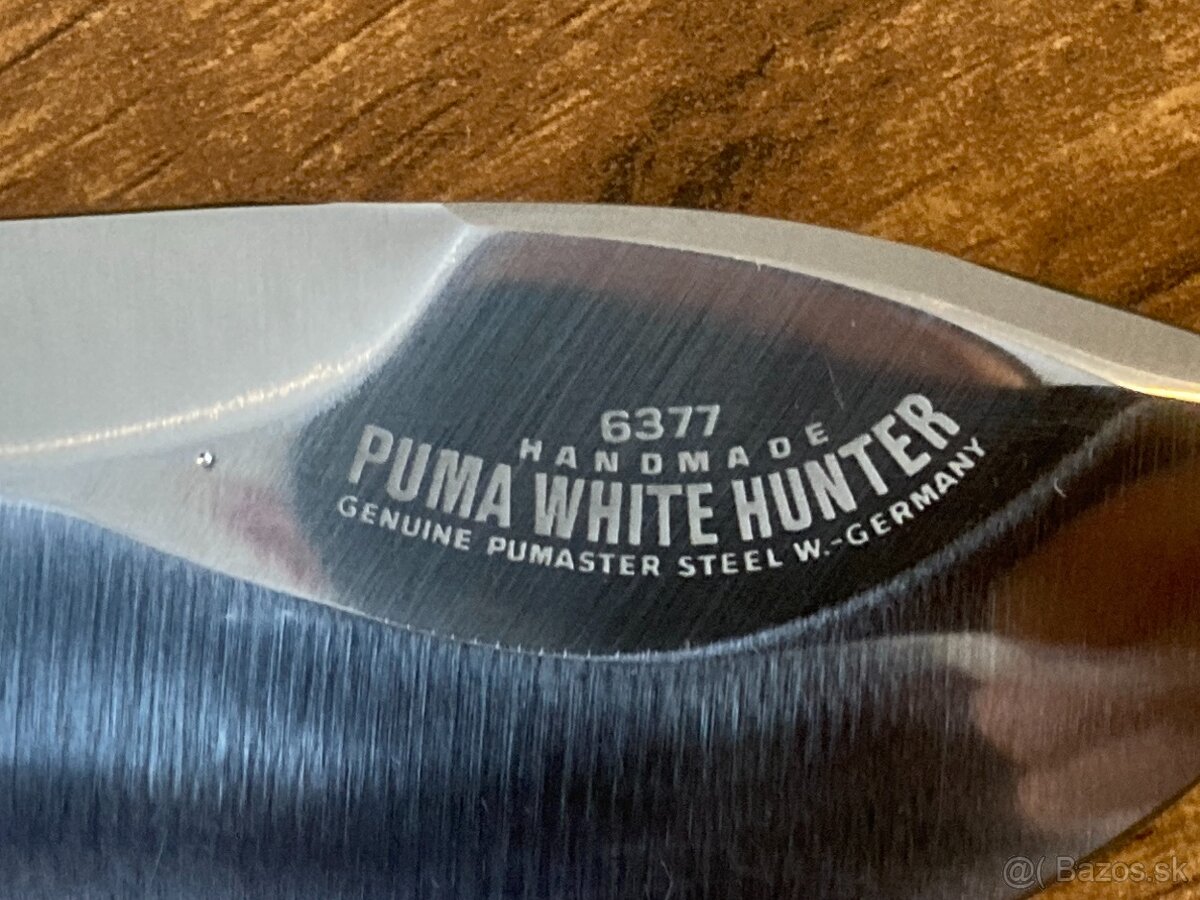 6377
HANDMADE
PUMA WHITE HUNTER
GENUINE PUMASTER STEEL W.-GERMANY
@( Bazos.sk